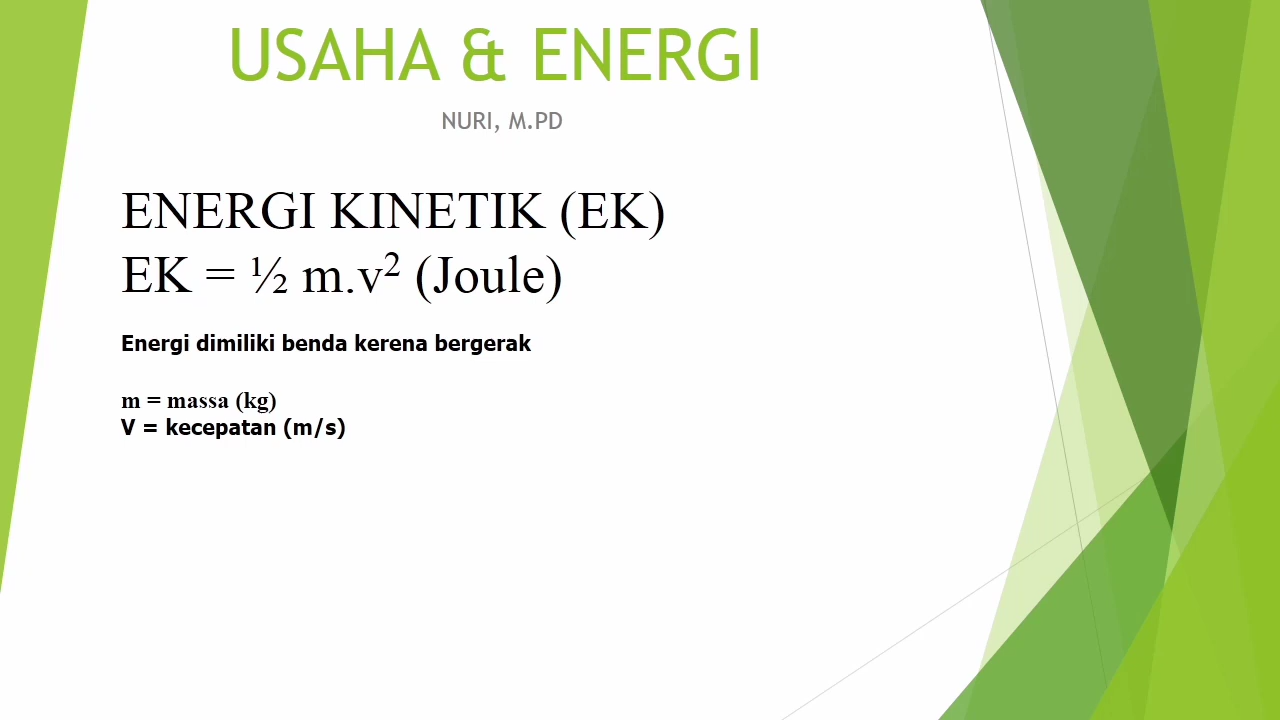 USAHA & ENERGI
NURI, M.PD
ENERGI KINETIK (EK)
EK = ½ m.v² (Joule)
Energi dimiliki benda kerena bergerak
m = massa (kg)
V = kecepatan (m/s)